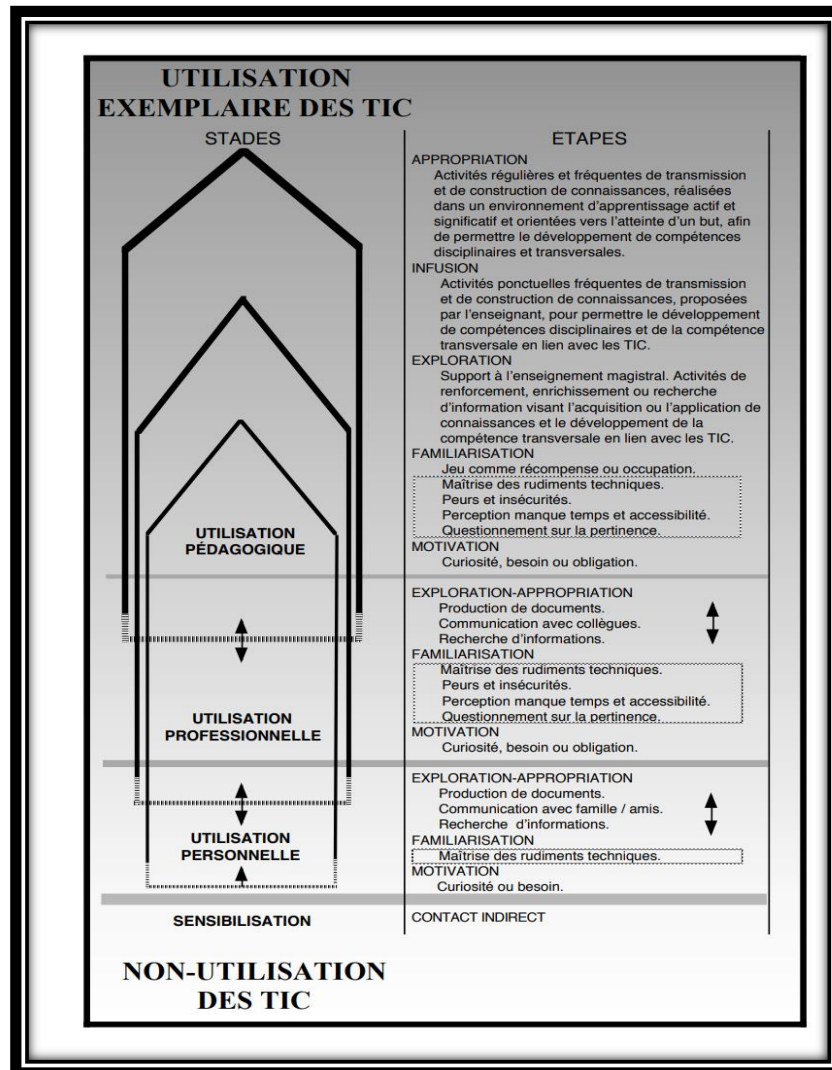 UTILISATION
EXEMPLAIRE DES TIC
STADES
ETAPES
APPROPRIATION
Activités régulières et fréquentes de transmission
et de construction de connaissances, réalisées
dans un environnement d'apprentissage actif et
significatif et orientées vers l'atteinte d'un but, afin
de permettre le développement de compétences
disciplinaires et transversales.
INFUSION
Activités ponctuelles fréquentes de transmission
et de construction de connaissances, proposées
par l'enseignant, pour permettre le développement
de compétences disciplinaires et de la compétence
transversale en lien avec les TIC.
EXPLORATION
Support à l'enseignement magistral. Activités de
renforcement, enrichissement ou recherche
d'information visant l'acquisition ou l'application de
connaissances et le développement de la
compétence transversale en lien avec les TIC.
FAMILIARISATION
Jeu comme récompense ou occupation.
Maîtrise des rudiments techniques.
Peurs et insécurités.
Perception manque temps et accessibilité.
Questionnement sur la pertinence.
MOTIVATION
Curiosité, besoin ou obligation.
UTILISATION
PÉDAGOGIQUE
EXPLORATION-APPROPRIATION
Production de documents.
Communication avec collègues.
Recherche d'informations.
FAMILIARISATION
Maîtrise des rudiments techniques.
Peurs et insécurités.
Perception manque temps et accessibilité.
Questionnement sur la pertinence.
MOTIVATION
Curiosité, besoin ou obligation.
UTILISATION
PROFESSIONNELLE
EXPLORATION-APPROPRIATION
Production de documents.
Communication avec famille / amis.
Recherche d'informations.
FAMILIARISATION
Maîtrise des rudiments techniques.
MOTIVATION
Curiosité ou besoin.
UTILISATION
PERSONNELLE
SENSIBILISATION
CONTACT INDIRECT
NON-UTILISATION
DES TIC